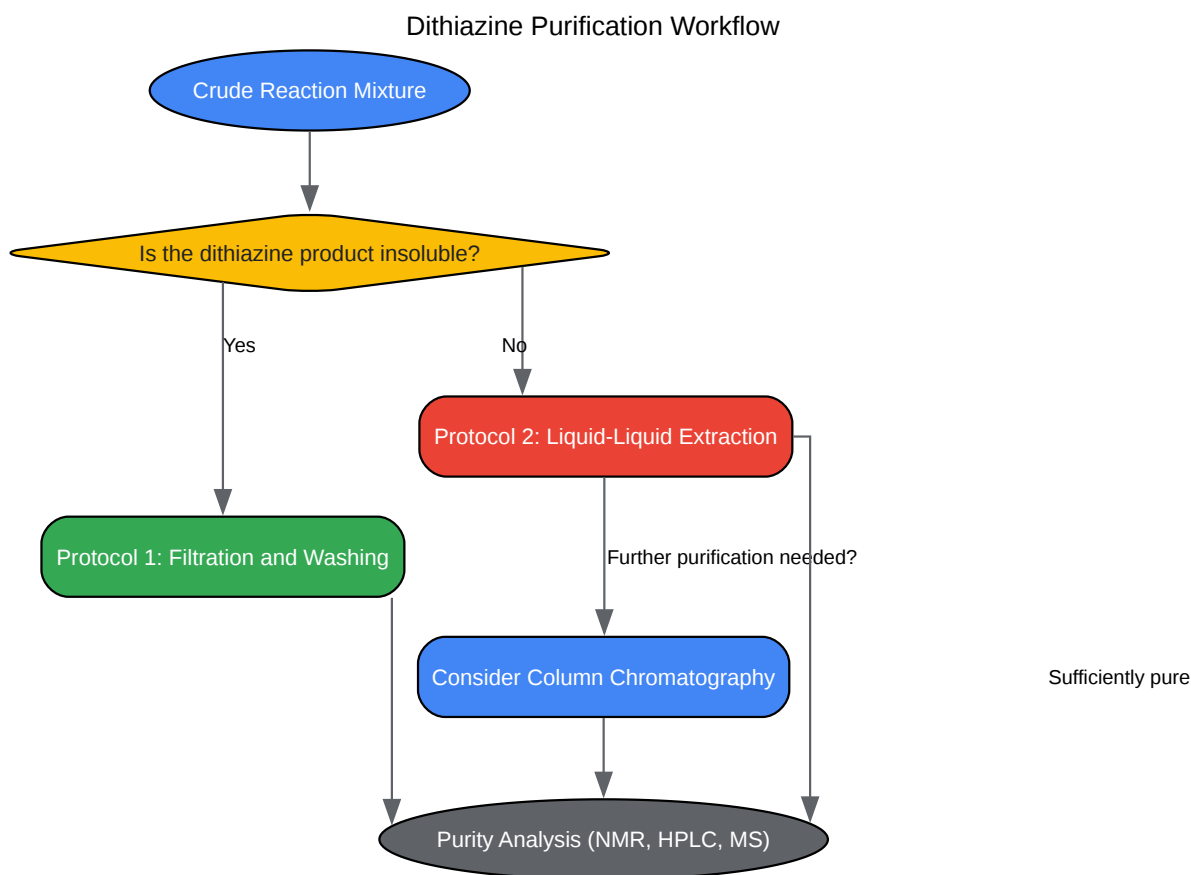 Dithiazine Purification Workflow
Crude Reaction Mixture
Is the dithiazine product insoluble?
Yes
No
Protocol 2: Liquid-Liquid Extraction
Protocol 1: Filtration and Washing
Further purification needed?
Consider Column Chromatography
Sufficiently pure
Purity Analysis (NMR, HPLC, MS)